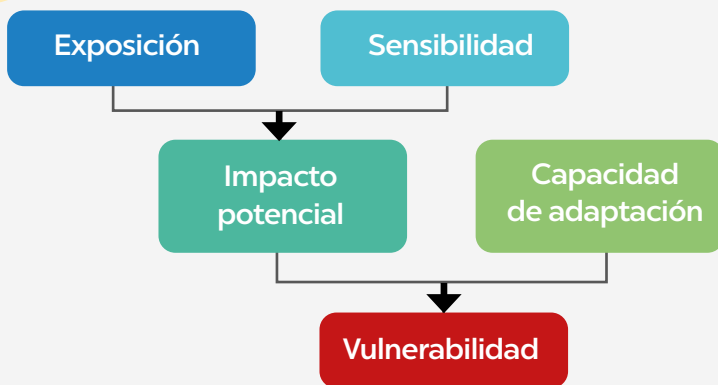 Exposición
Sensibilidad
Impacto
potencial
Capacidad
de adaptación
Vulnerabilidad